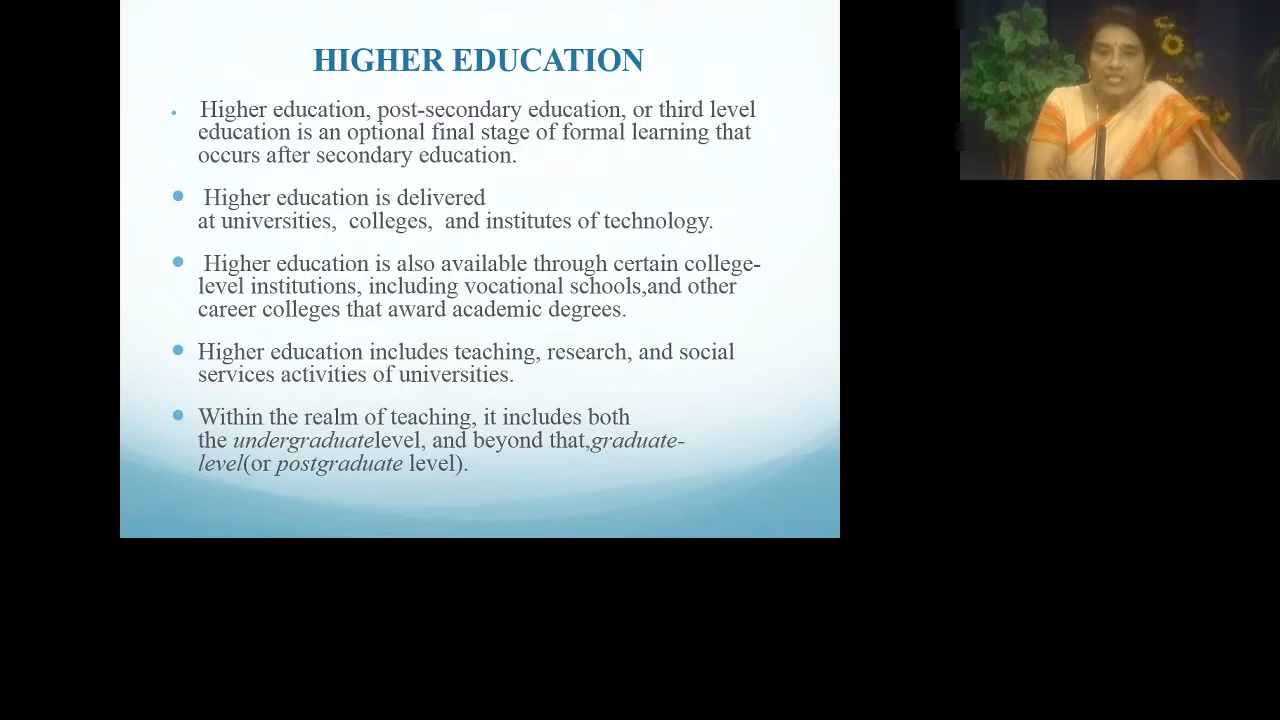 HIGHER EDUCATION
• Higher education, post-secondary education, or third level
education is an optional final stage of formal learning that
occurs after secondary education.
• Higher education is delivered
at universities, colleges, and institutes of technology.
• Higher education is also available through certain college-
level institutions, including vocational schools,and other
career colleges that award academic degrees.
• Higher education includes teaching, research, and social
services activities of universities.
• Within the realm of teaching, it includes both
the undergraduatelevel, and beyond that,graduate-
level(or postgraduate level).